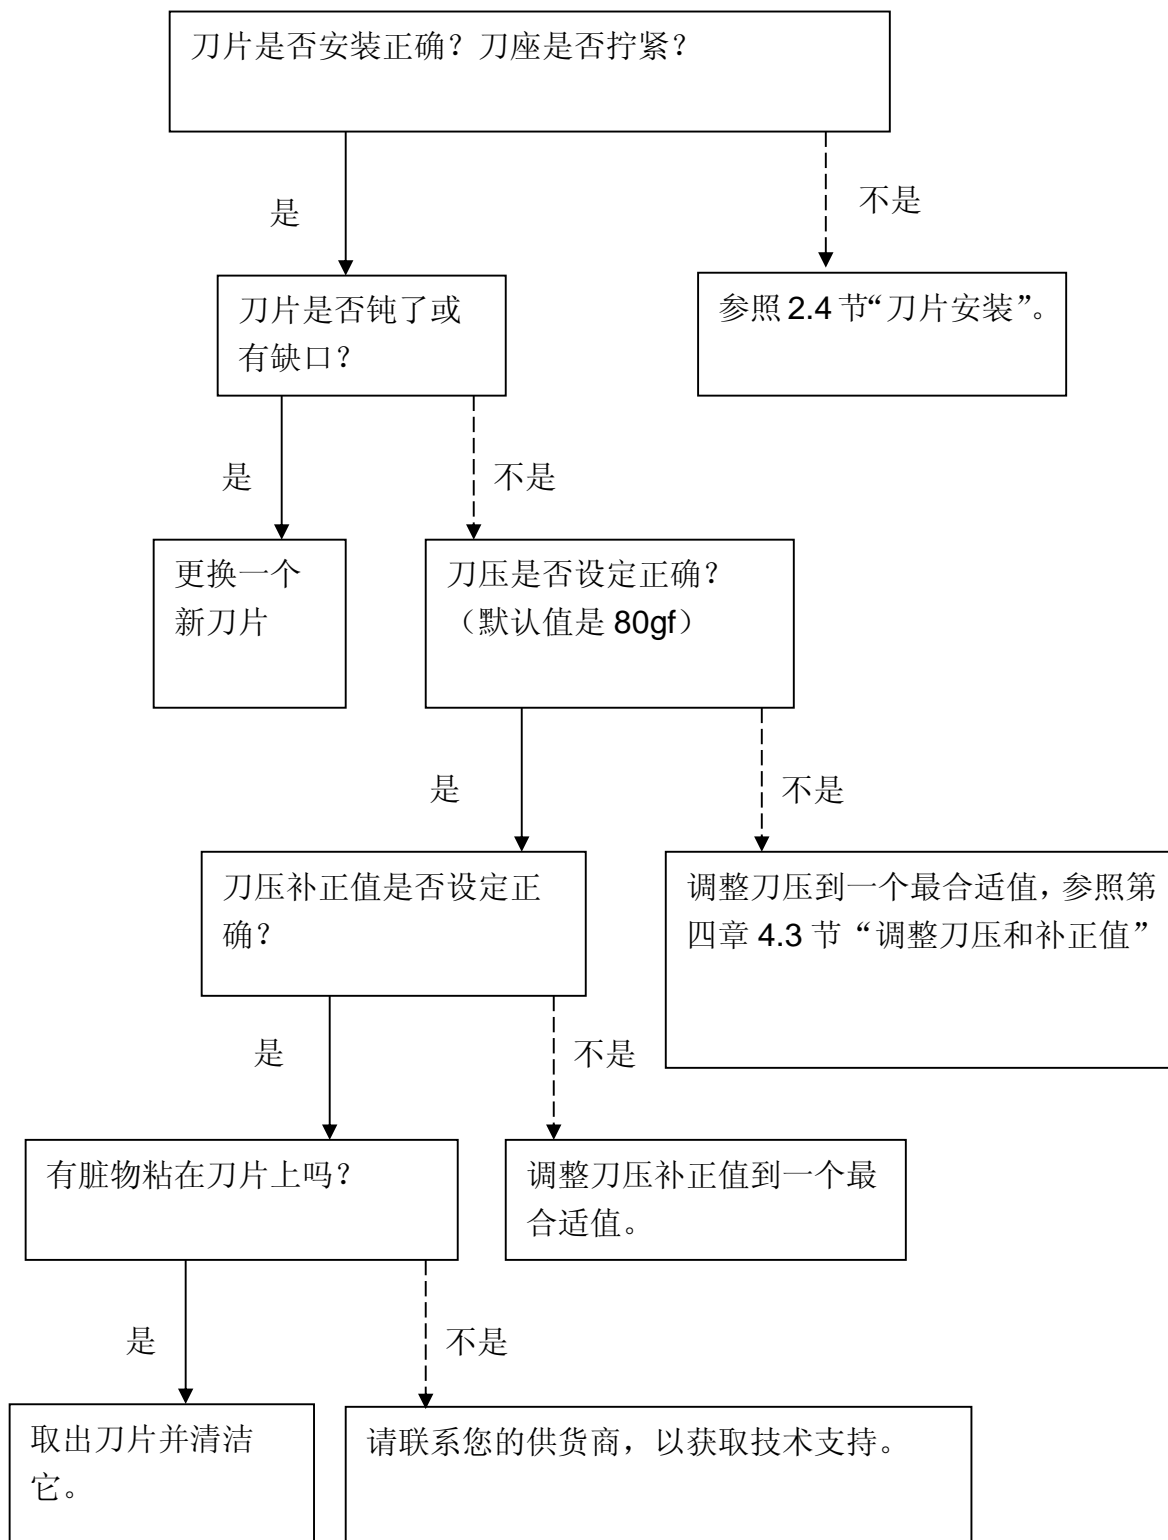 刀片是否安装正确？刀座是否拧紧？
是
不是
刀片是否钝了或
有缺口？
参照 2.4 节“刀片安装”。
是
不是
更换一个
新刀片
刀压是否设定正确？
（默认值是 80gf）
是
不是
刀压补正值是否设定正
确？
调整刀压到一个最合适值，参照第
四章 4.3 节“调整刀压和补正值”
是
不是
有脏物粘在刀片上吗？
调整刀压补正值到一个最
合适值。
是
不是
取出刀片并清洁
它。
请联系您的供货商，以获取技术支持。